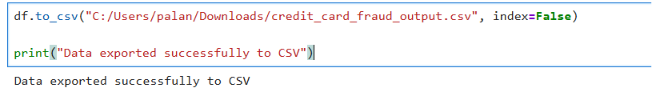 df.to_csv("C:/Users/palan/Downloads/credit_card_fraud_output.csv", index=False)
print("Data exported successfully to CSV")
Data exported successfully to CSV